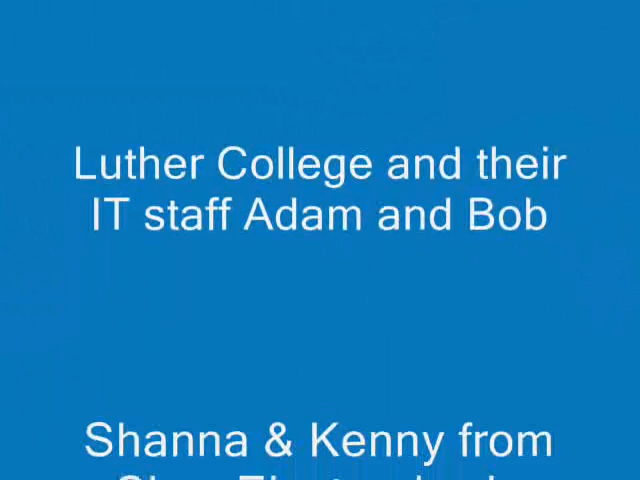 Luther College and their
IT staff Adam and Bob
Shanna & Kenny from